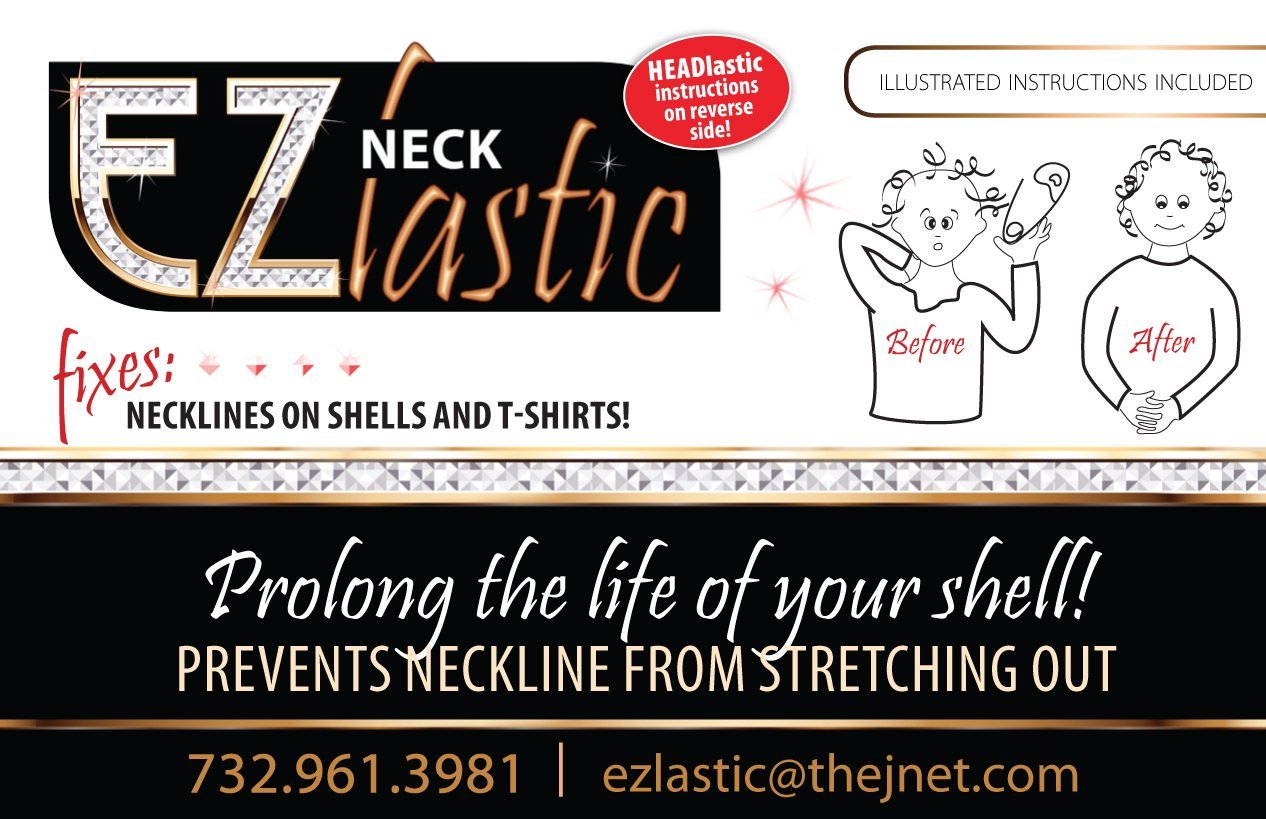 EZ NECK lastic
HEADlastic
instructions
on reverse
side!
ILLUSTRATED INSTRUCTIONS INCLUDED
Before
After
fixes:
NECKLINES ON SHELLS AND T-SHIRTS!
Prolong the life of your shell!
PREVENTS NECKLINE FROM STRETCHING OUT
732.961.3981 | ezlastic@thejnet.com